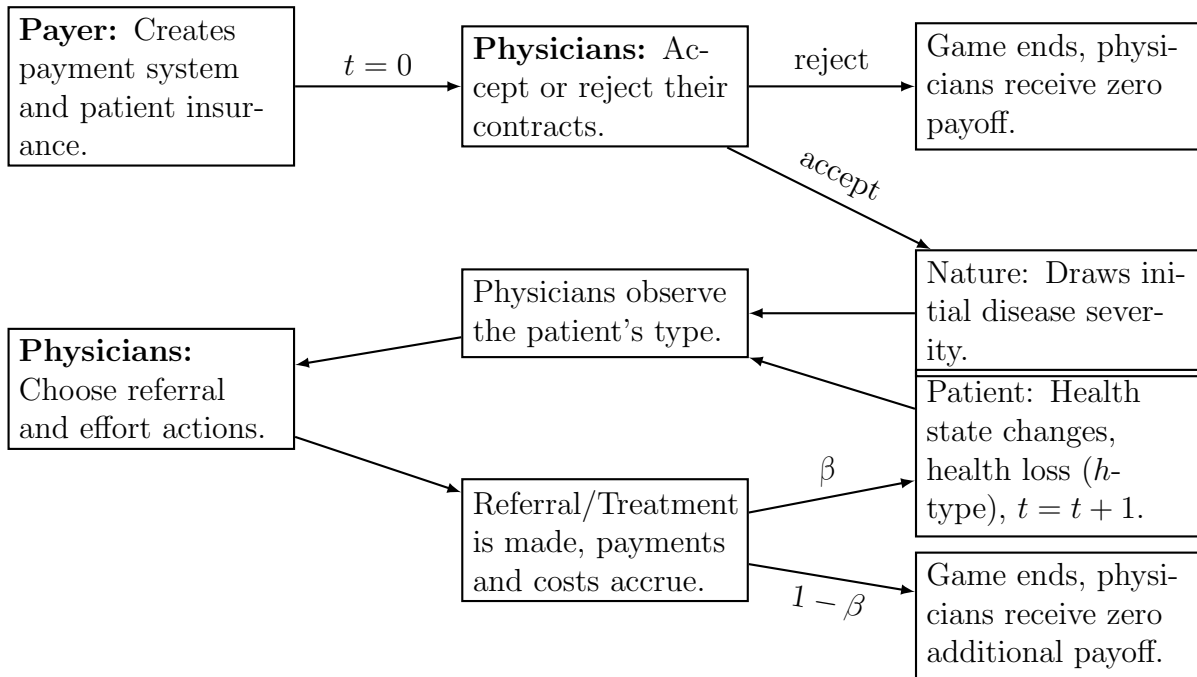 Payer: Creates
payment system
and patient insur-
ance.
t = 0
Physicians: Ac-
cept or reject their
contracts.
reject
Game ends, physi-
cians receive zero
payoff.
accept
Nature: Draws ini-
tial disease sever-
ity.
Physicians observe
the patient's type.
Physicians:
Choose referral
and effort actions.
Patient: Health
state changes,
health loss (h-
type), t = t + 1.
β
Referral/Treatment
is made, payments
and costs accrue.
1 − β
Game ends, physi-
cians receive zero
additional payoff.